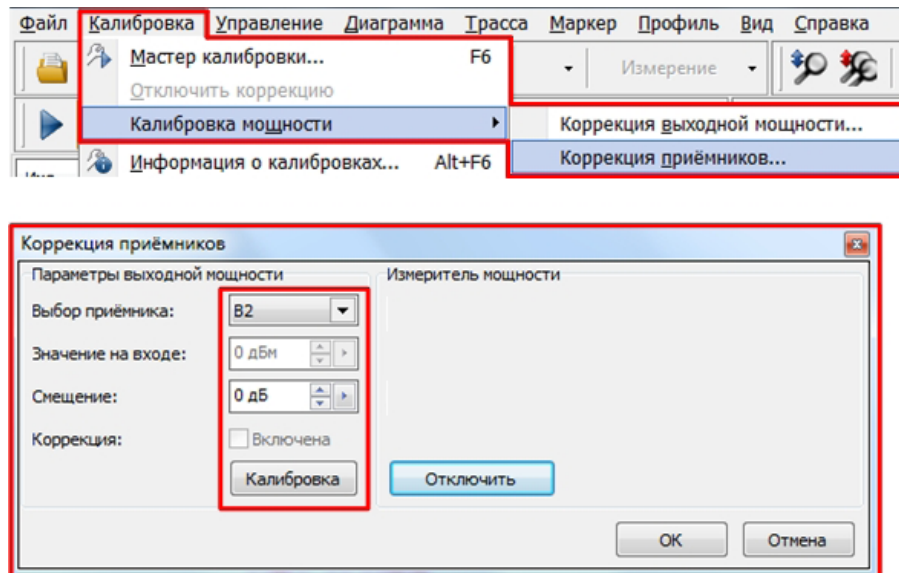 Файл Калибровка Управление Диаграмма Трасса Маркер Профиль Вид Справка
Мастер калибровки... F6
Измерение
Отключить коррекцию
Калибровка мощности
Коррекция выходной мощности...
Информация о калибровках... Alt+F6
Коррекция приёмников...
Коррекция приёмников
Параметры выходной мощности
Измеритель мощности
Выбор приёмника: B2
Значение на входе: 0 дБм
Смещение: 0 дБ
Коррекция: Включена
Калибровка
Отключить
ОК Отмена